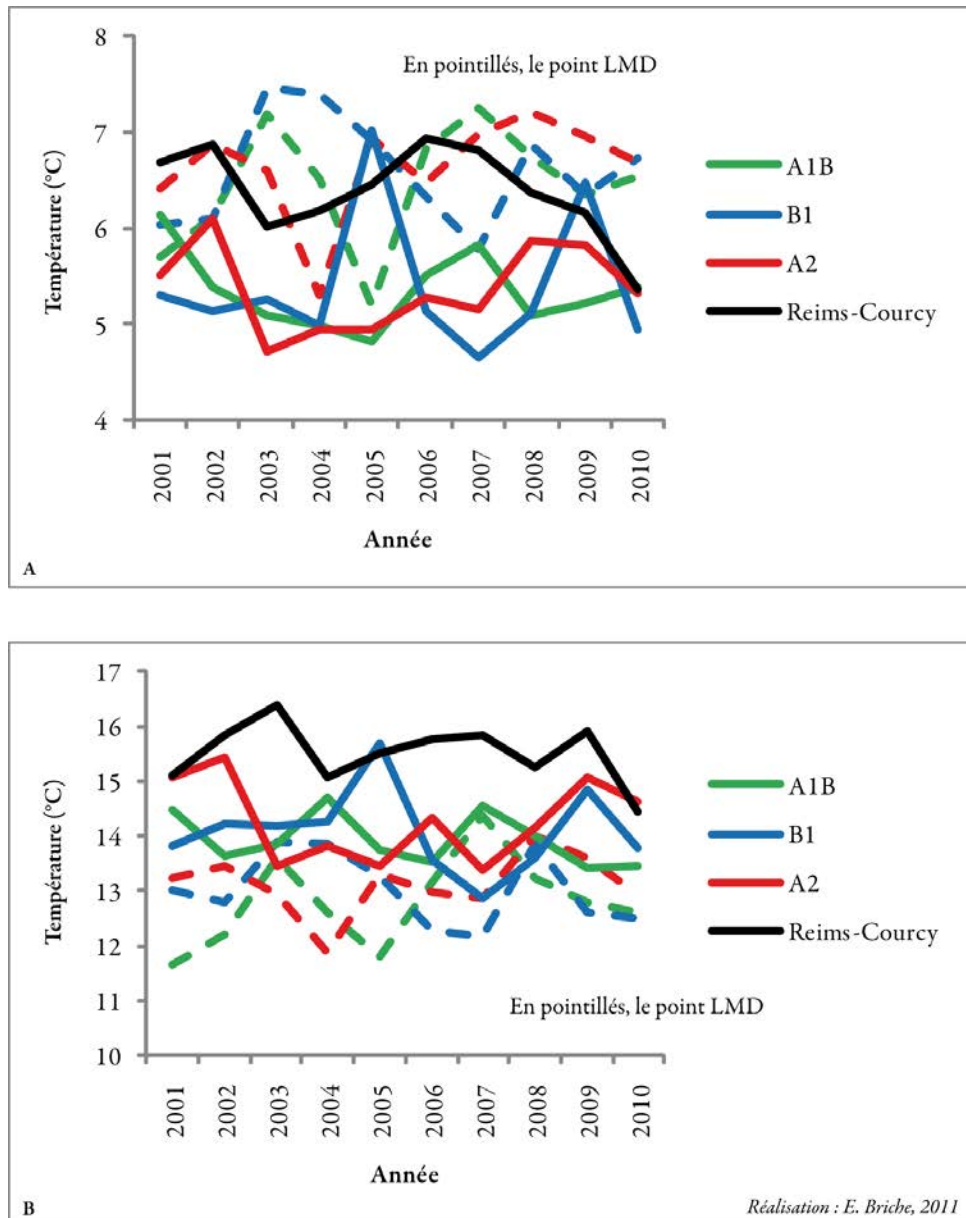 8
7
6
5
4
Température (°C)
En pointillés, le point LMD
2001 2002 2003 2004 2005 2006 2007 2008 2009 2010
Année
A1B
B1
A2
Reims-Courcy
A
17
16
15
14
13
12
11
10
Température (°C)
En pointillés, le point LMD
2001 2002 2003 2004 2005 2006 2007 2008 2009 2010
Année
A1B
B1
A2
Reims-Courcy
B
Réalisation : E. Briche, 2011